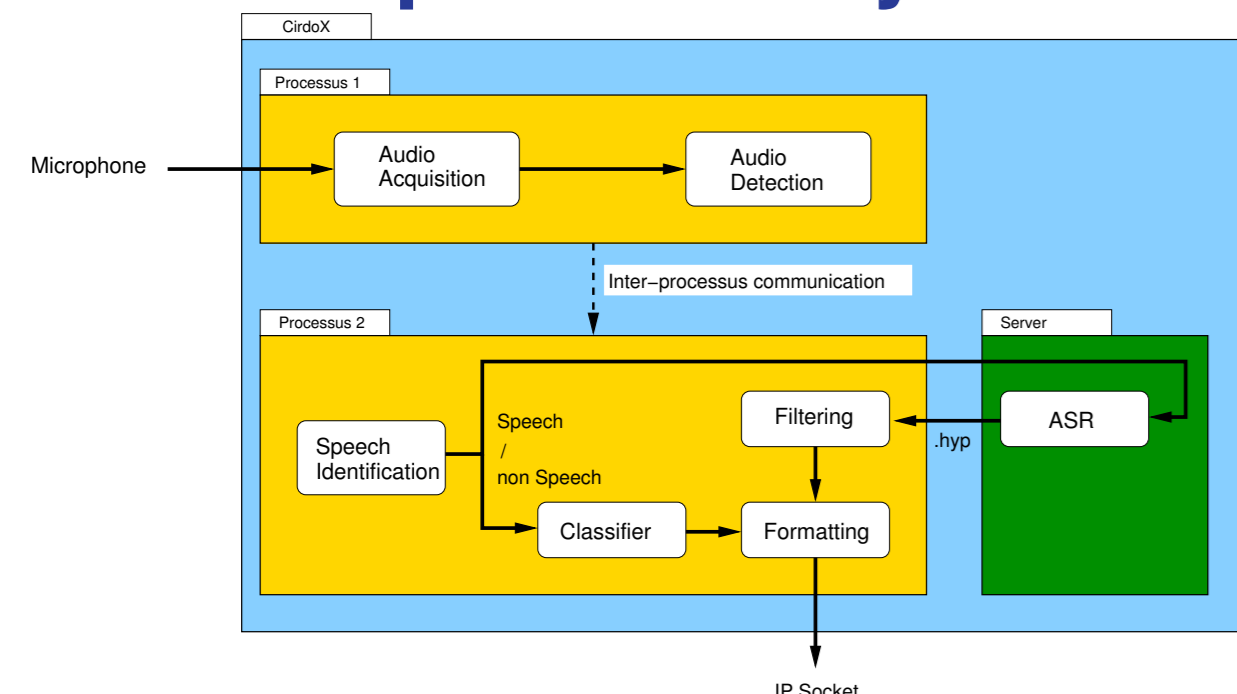 CirdoX
Processus 1
Microphone
Audio
Acquisition
Audio
Detection
Inter−processus communication
Processus 2
Server
Speech
Identification
Speech
/
non Speech
Filtering
.hyp
ASR
Classifier
Formatting
IP Socket